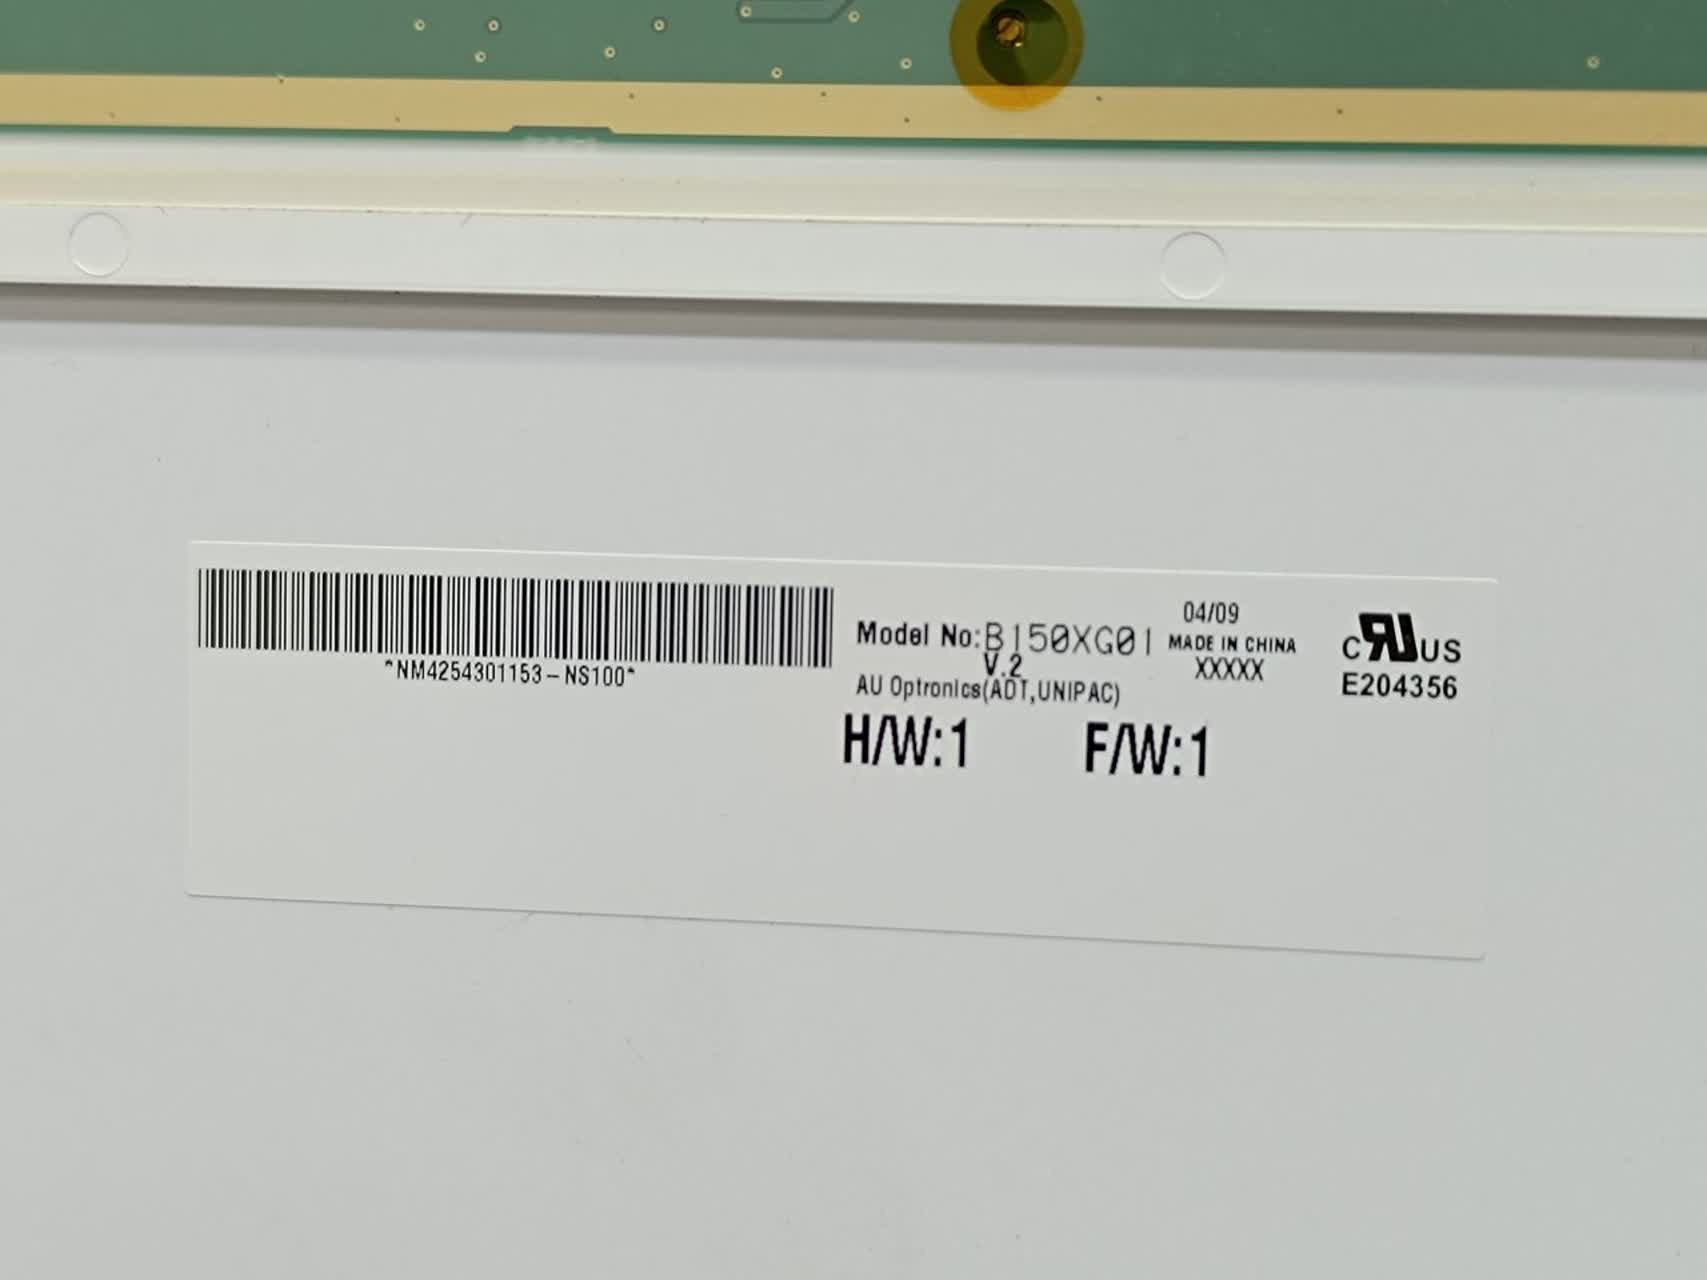 *NM4254301153-NS100*
Model No:B150XG01
V.2
AU Optronics(ADT,UNIPAC)
04/09
MADE IN CHINA
XXXXX
C RU US
E204356
H/W:1 F/W:1